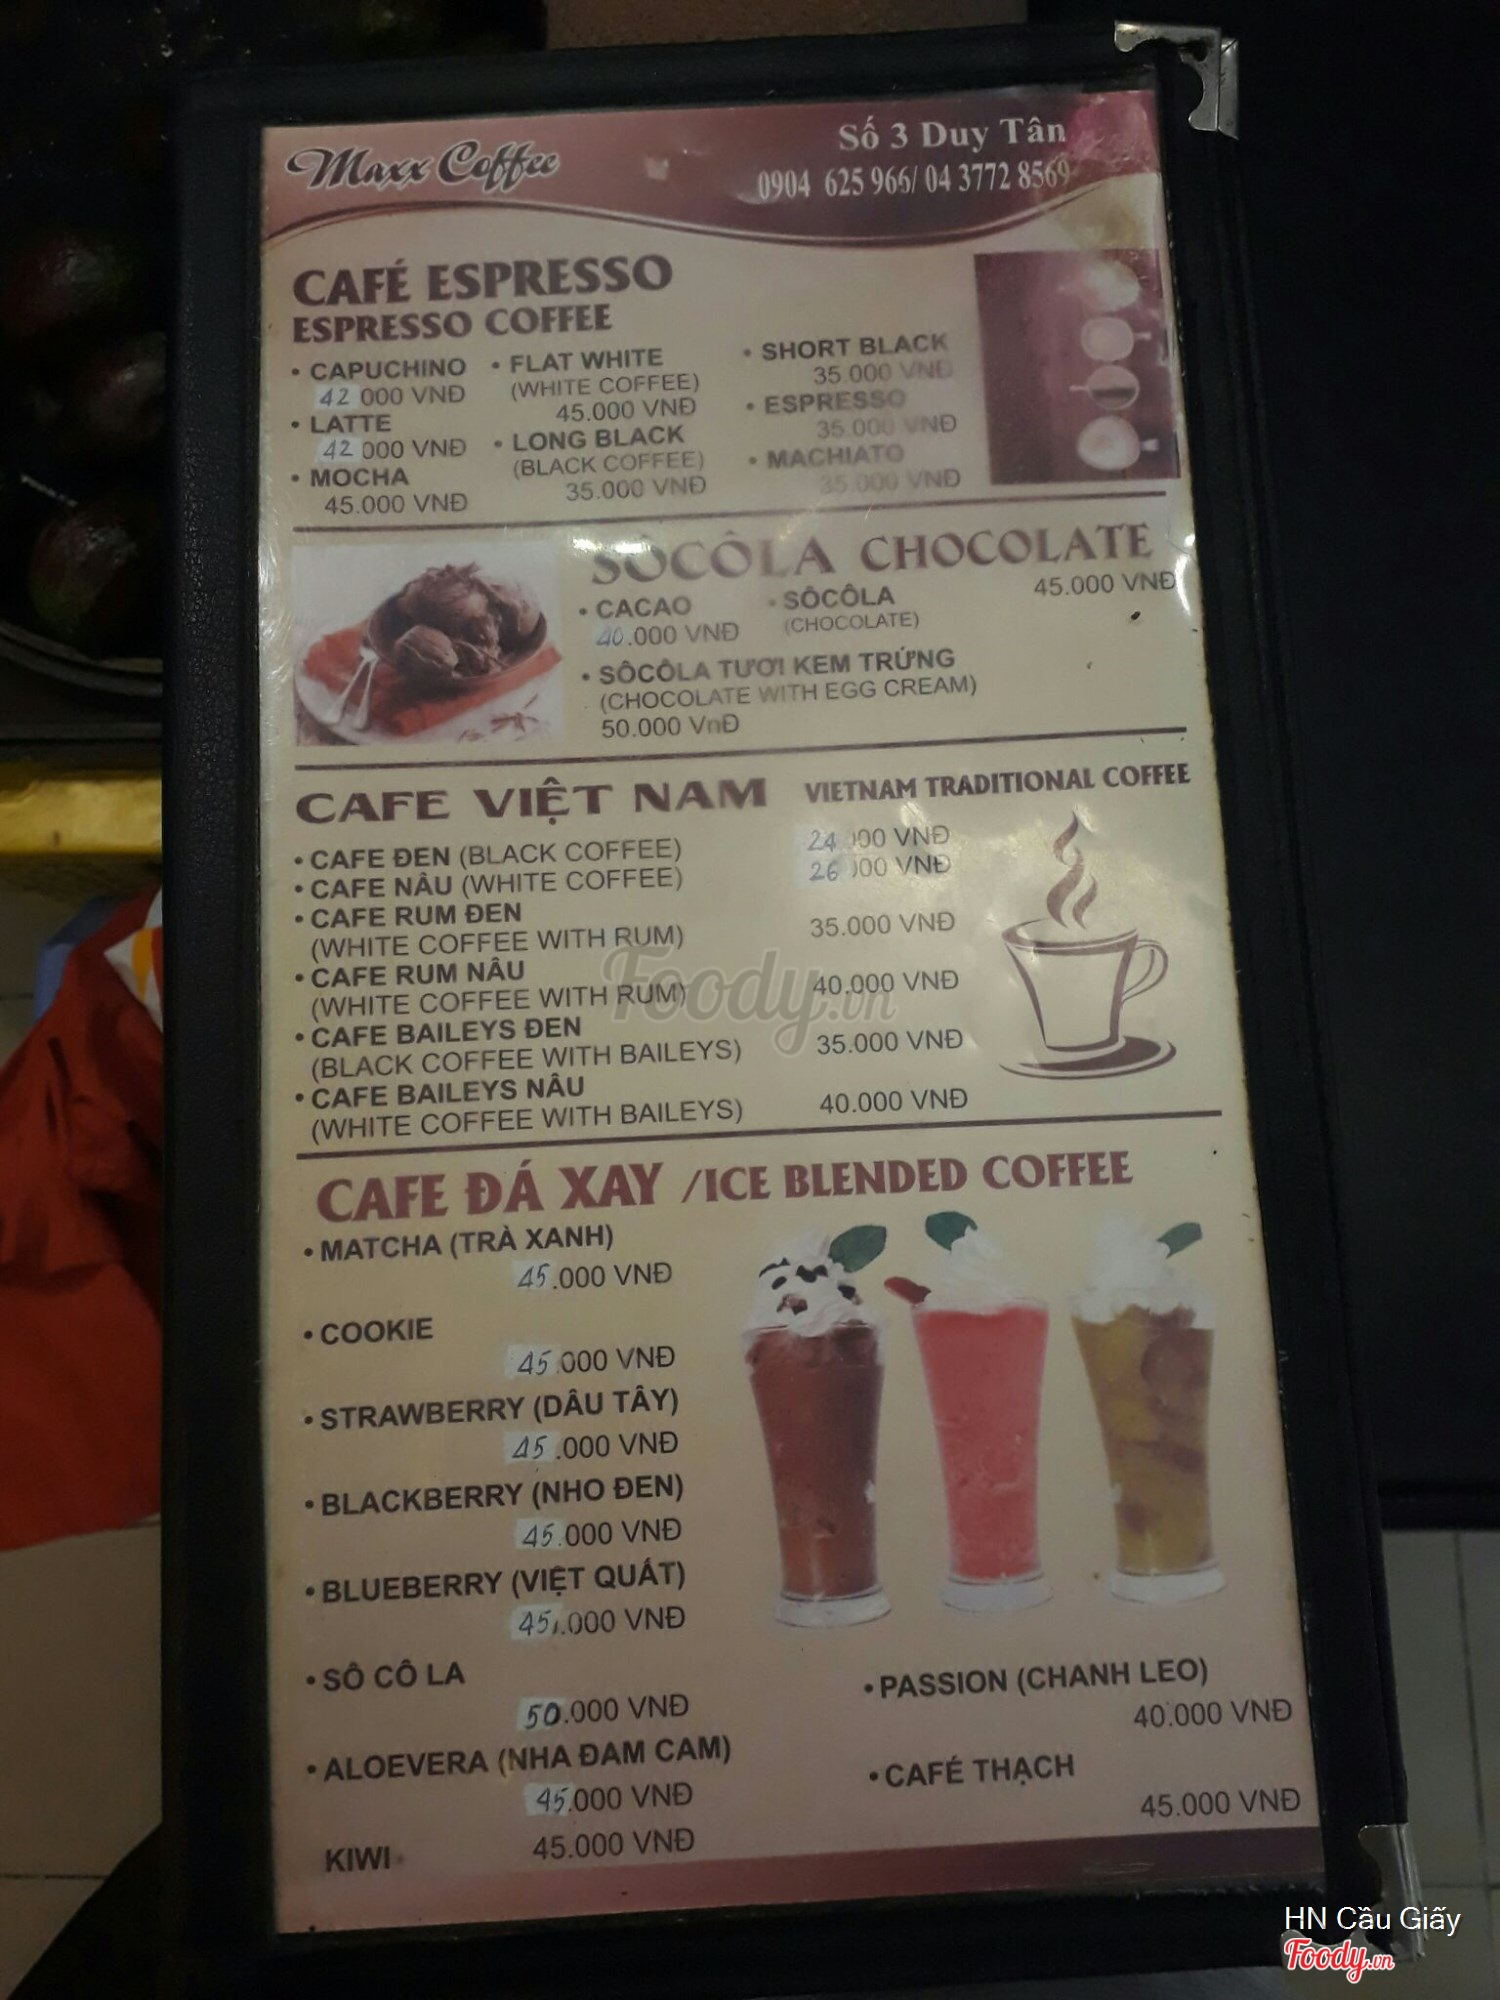 Maxx Coffee
Số 3 Duy Tân
0904 625 966/ 04 3772 8569
CAFÉ ESPRESSO
ESPRESSO COFFEE
• CAPUCHINO
42 000 VNĐ
• LATTE
42 000 VNĐ
• MOCHA
45.000 VNĐ
• FLAT WHITE
(WHITE COFFEE)
45.000 VNĐ
• LONG BLACK
(BLACK COFFEE)
35.000 VNĐ
• SHORT BLACK
35.000 VNĐ
• ESPRESSO
35.000 VNĐ
• MACHIATO
35.000 VNĐ
SÔCÔLA CHOCOLATE
• CACAO
40.000 VNĐ
• SÔCÔLA
(CHOCOLATE)
45.000 VNĐ
• SÔCÔLA TƯƠI KEM TRỨNG
(CHOCOLATE WITH EGG CREAM)
50.000 VnĐ
CAFE VIỆT NAM VIETNAM TRADITIONAL COFFEE
• CAFE ĐEN (BLACK COFFEE) 24 000 VNĐ
• CAFE NÂU (WHITE COFFEE) 26 000 VNĐ
• CAFE RUM ĐEN
(WHITE COFFEE WITH RUM) 35.000 VNĐ
• CAFE RUM NÂU
(WHITE COFFEE WITH RUM) 40.000 VNĐ
• CAFE BAILEYS ĐEN
(BLACK COFFEE WITH BAILEYS) 35.000 VNĐ
• CAFE BAILEYS NÂU
(WHITE COFFEE WITH BAILEYS) 40.000 VNĐ
Foody.vn
CAFE ĐÁ XAY /ICE BLENDED COFFEE
• MATCHA (TRÀ XANH)
45.000 VNĐ
• COOKIE
45.000 VNĐ
• STRAWBERRY (DÂU TÂY)
45.000 VNĐ
• BLACKBERRY (NHO ĐEN)
45.000 VNĐ
• BLUEBERRY (VIỆT QUẤT)
45.000 VNĐ
• SÔ CÔ LA
50.000 VNĐ
• ALOEVERA (NHA ĐAM CAM)
45.000 VNĐ
KIWI 45.000 VNĐ
• PASSION (CHANH LEO)
40.000 VNĐ
• CAFÉ THẠCH
45.000 VNĐ
HN Cầu Giấy
Foody.vn